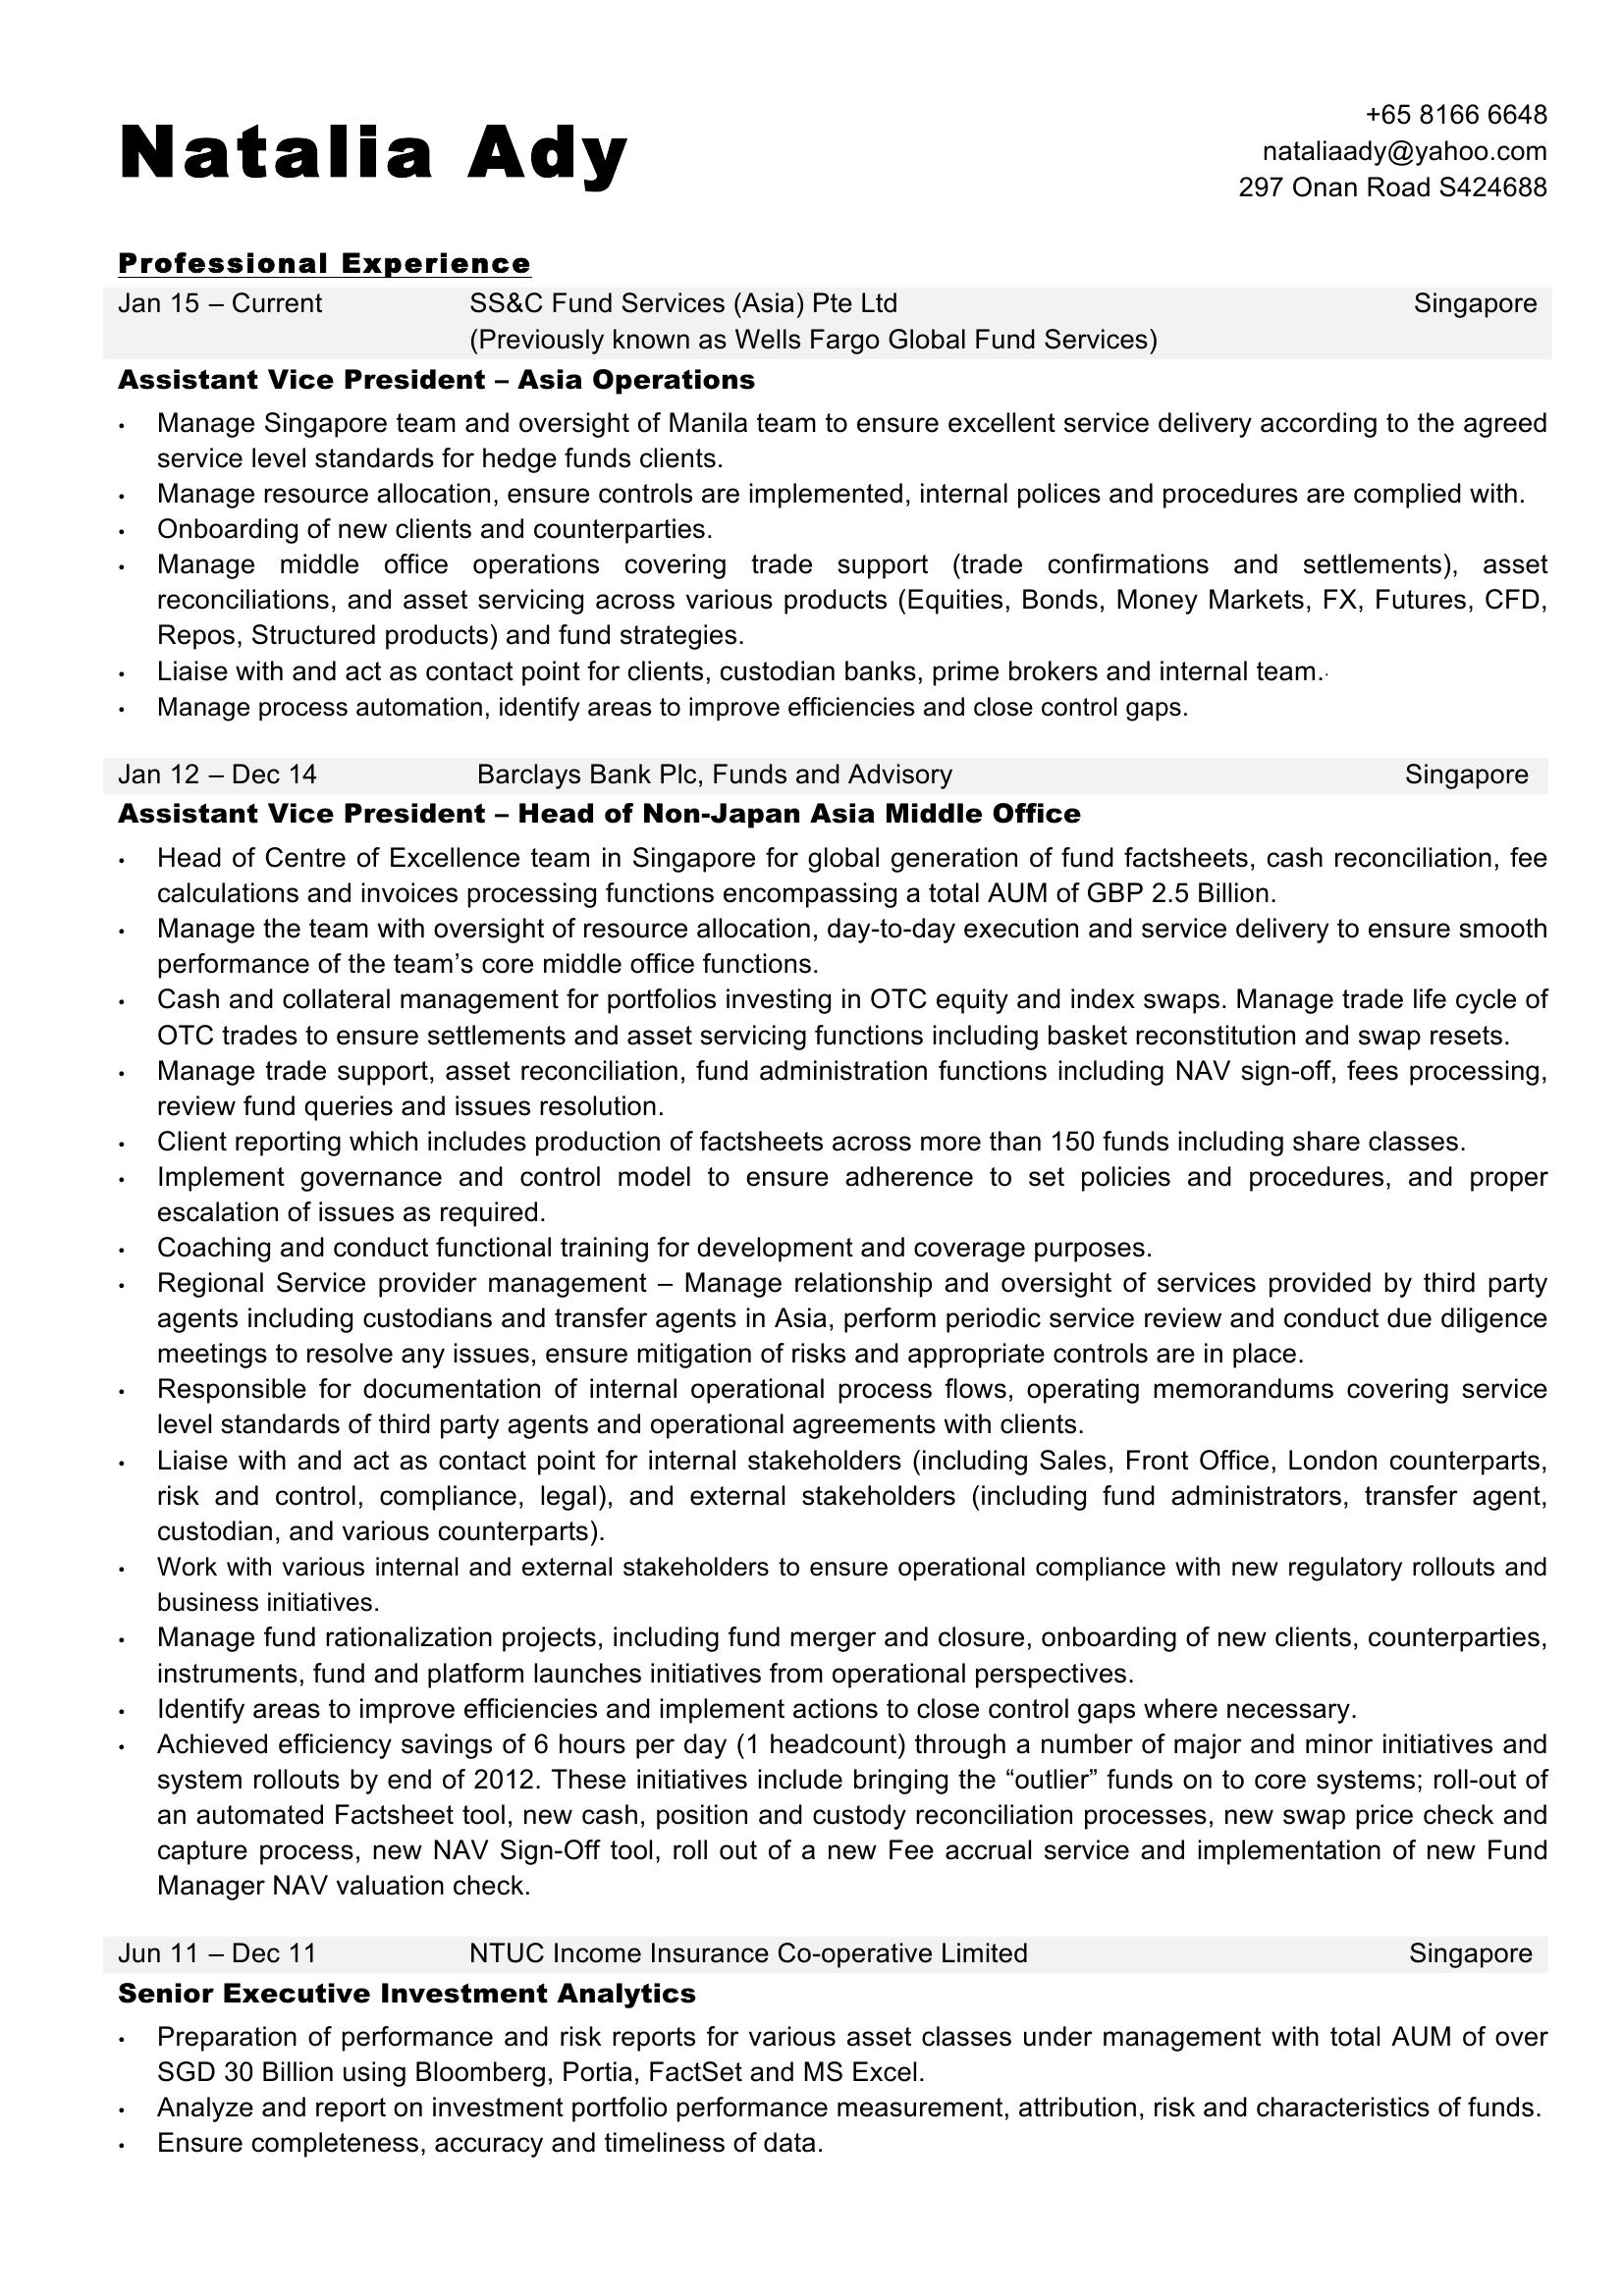 Natalia Ady
+65 8166 6648
nataliaady@yahoo.com
297 Onan Road S424688
Professional Experience
Jan 15 – Current SS&C Fund Services (Asia) Pte Ltd Singapore
(Previously known as Wells Fargo Global Fund Services)
Assistant Vice President – Asia Operations
• Manage Singapore team and oversight of Manila team to ensure excellent service delivery according to the agreed
service level standards for hedge funds clients.
• Manage resource allocation, ensure controls are implemented, internal polices and procedures are complied with.
• Onboarding of new clients and counterparties.
• Manage middle office operations covering trade support (trade confirmations and settlements), asset
reconciliations, and asset servicing across various products (Equities, Bonds, Money Markets, FX, Futures, CFD,
Repos, Structured products) and fund strategies.
• Liaise with and act as contact point for clients, custodian banks, prime brokers and internal team..
• Manage process automation, identify areas to improve efficiencies and close control gaps.
Jan 12 – Dec 14 Barclays Bank Plc, Funds and Advisory Singapore
Assistant Vice President – Head of Non-Japan Asia Middle Office
• Head of Centre of Excellence team in Singapore for global generation of fund factsheets, cash reconciliation, fee
calculations and invoices processing functions encompassing a total AUM of GBP 2.5 Billion.
• Manage the team with oversight of resource allocation, day-to-day execution and service delivery to ensure smooth
performance of the team’s core middle office functions.
• Cash and collateral management for portfolios investing in OTC equity and index swaps. Manage trade life cycle of
OTC trades to ensure settlements and asset servicing functions including basket reconstitution and swap resets.
• Manage trade support, asset reconciliation, fund administration functions including NAV sign-off, fees processing,
review fund queries and issues resolution.
• Client reporting which includes production of factsheets across more than 150 funds including share classes.
• Implement governance and control model to ensure adherence to set policies and procedures, and proper
escalation of issues as required.
• Coaching and conduct functional training for development and coverage purposes.
• Regional Service provider management – Manage relationship and oversight of services provided by third party
agents including custodians and transfer agents in Asia, perform periodic service review and conduct due diligence
meetings to resolve any issues, ensure mitigation of risks and appropriate controls are in place.
• Responsible for documentation of internal operational process flows, operating memorandums covering service
level standards of third party agents and operational agreements with clients.
• Liaise with and act as contact point for internal stakeholders (including Sales, Front Office, London counterparts,
risk and control, compliance, legal), and external stakeholders (including fund administrators, transfer agent,
custodian, and various counterparts).
• Work with various internal and external stakeholders to ensure operational compliance with new regulatory rollouts and
business initiatives.
• Manage fund rationalization projects, including fund merger and closure, onboarding of new clients, counterparties,
instruments, fund and platform launches initiatives from operational perspectives.
• Identify areas to improve efficiencies and implement actions to close control gaps where necessary.
• Achieved efficiency savings of 6 hours per day (1 headcount) through a number of major and minor initiatives and
system rollouts by end of 2012. These initiatives include bringing the “outlier” funds on to core systems; roll-out of
an automated Factsheet tool, new cash, position and custody reconciliation processes, new swap price check and
capture process, new NAV Sign-Off tool, roll out of a new Fee accrual service and implementation of new Fund
Manager NAV valuation check.
Jun 11 – Dec 11 NTUC Income Insurance Co-operative Limited Singapore
Senior Executive Investment Analytics
• Preparation of performance and risk reports for various asset classes under management with total AUM of over
SGD 30 Billion using Bloomberg, Portia, FactSet and MS Excel.
• Analyze and report on investment portfolio performance measurement, attribution, risk and characteristics of funds.
• Ensure completeness, accuracy and timeliness of data.